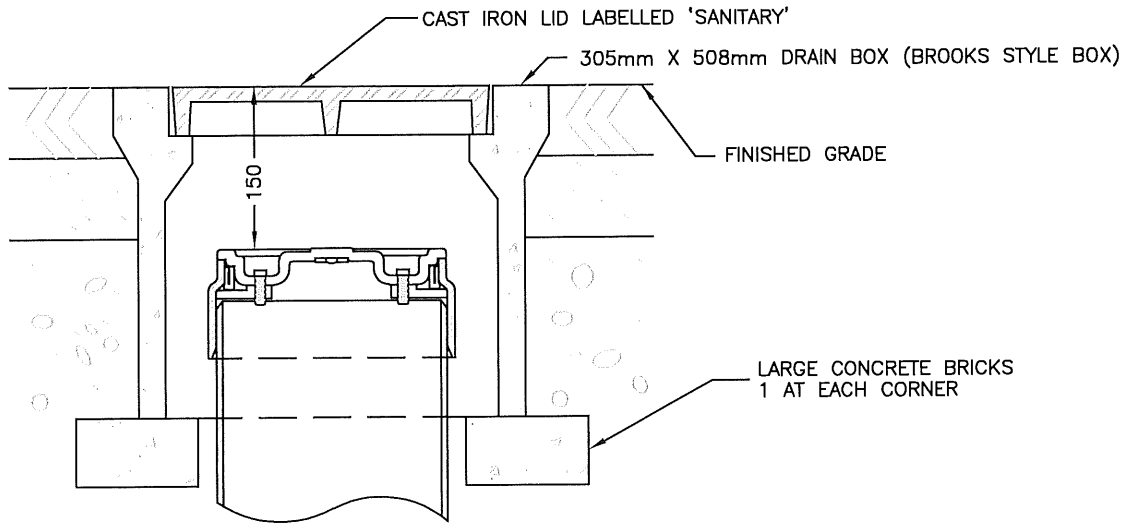 CAST IRON LID LABELLED 'SANITARY'
305mm X 508mm DRAIN BOX (BROOKS STYLE BOX)
FINISHED GRADE
150
LARGE CONCRETE BRICKS
1 AT EACH CORNER